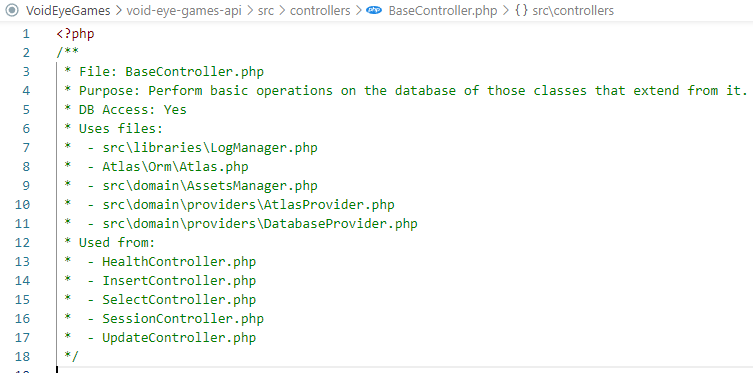 VoidEyeGames > void-eye-games-api > src > controllers > php BaseController.php > {} src\controllers
1 <?php
2 /**
3 * File: BaseController.php
4 * Purpose: Perform basic operations on the database of those classes that extend from it.
5 * DB Access: Yes
6 * Uses files:
7 *  - src\libraries\LogManager.php
8 *  - Atlas\Orm\Atlas.php
9 *  - src\domain\AssetsManager.php
10 *  - src\domain\providers\AtlasProvider.php
11 *  - src\domain\providers\DatabaseProvider.php
12 * Used from:
13 *  - HealthController.php
14 *  - InsertController.php
15 *  - SelectController.php
16 *  - SessionController.php
17 *  - UpdateController.php
18 */
19